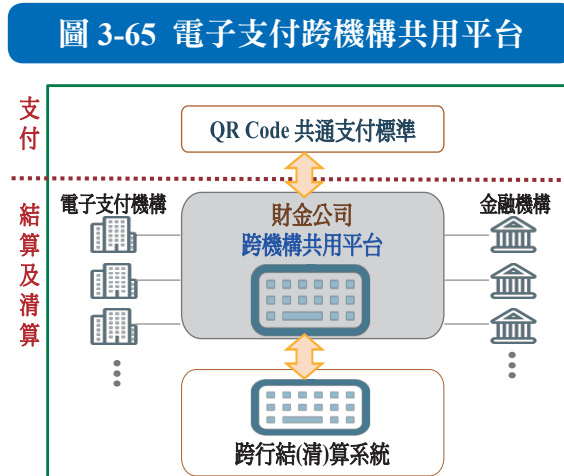 圖 3-65 電子支付跨機構共用平台
支付
QR Code 共通支付標準
結算及清算
電子支付機構
財金公司
跨機構共用平台
金融機構
跨行結(清)算系統